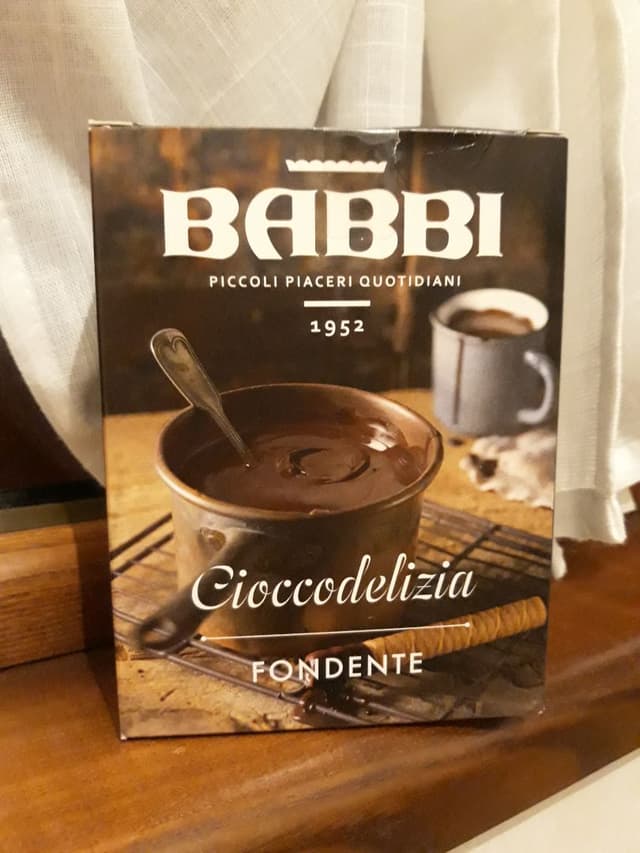 BABBI
PICCOLI PIACERI QUOTIDIANI
1952
Cioccodelizia
FONDENTE